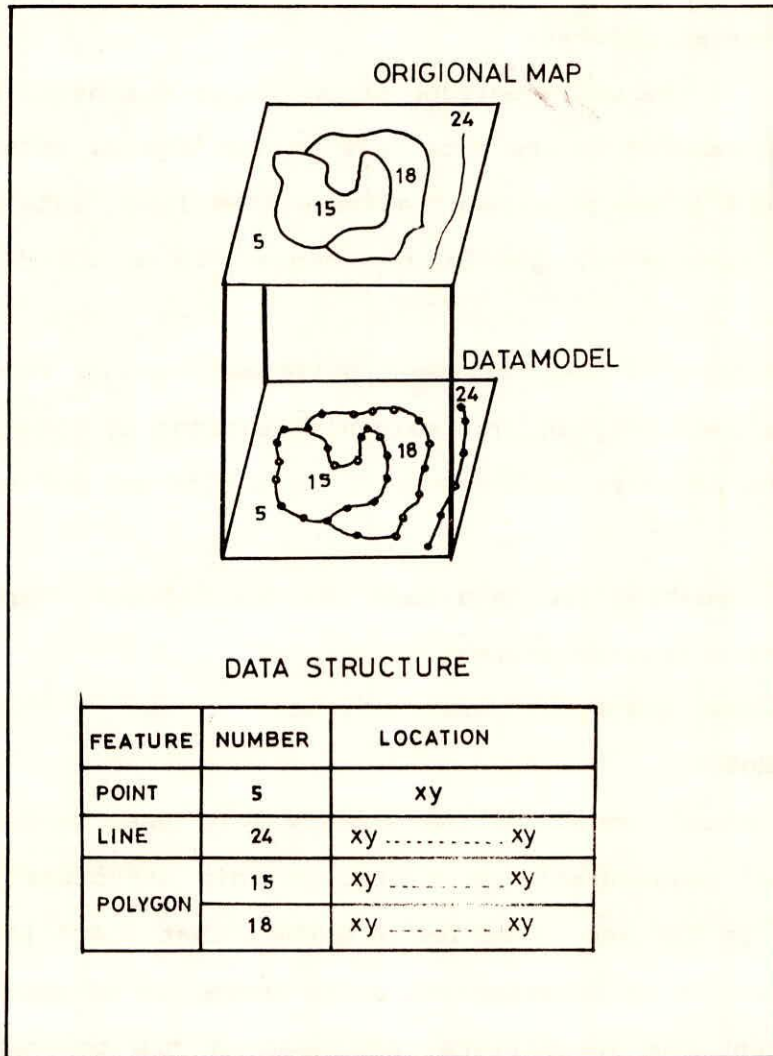 ORIGIONAL MAP
24
18
15
5
DATA MODEL
24
18
15
5
DATA STRUCTURE
FEATURE NUMBER LOCATION
POINT 5 xy
LINE 24 xy........... xy
POLYGON 15 xy........... xy
18 xy........... xy